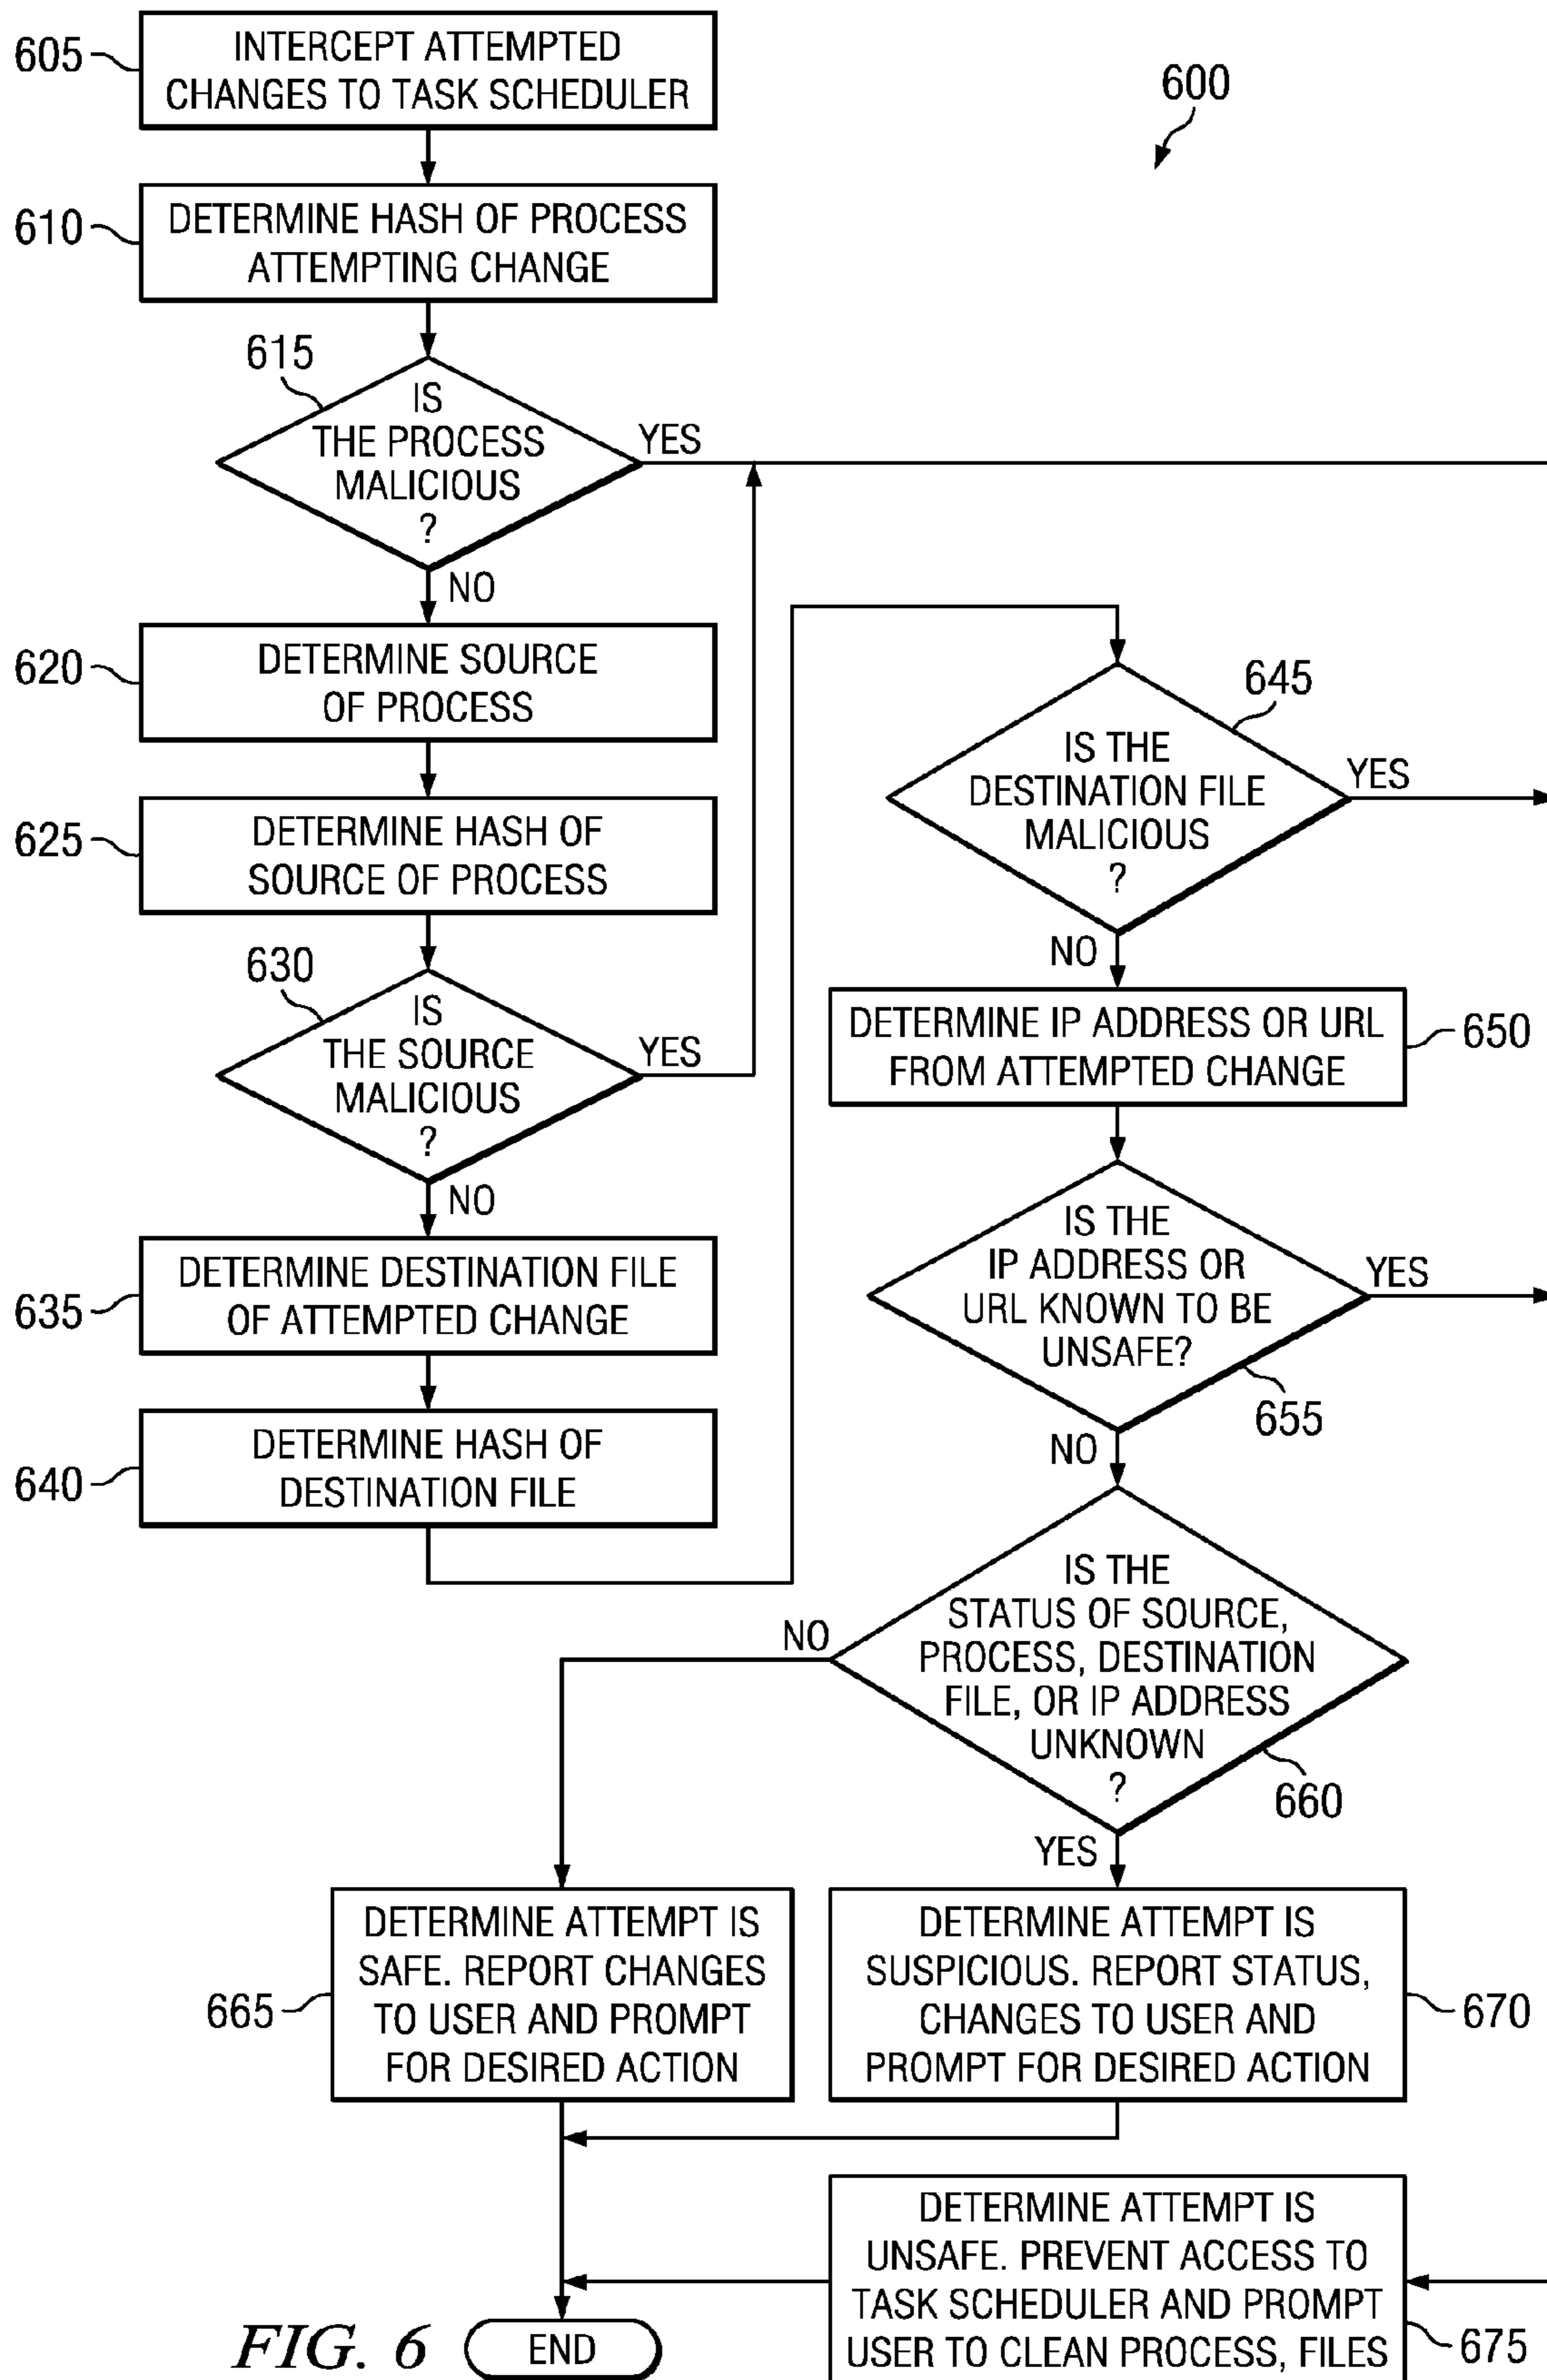 605
INTERCEPT ATTEMPTED
CHANGES TO TASK SCHEDULER
600
610
DETERMINE HASH OF PROCESS
ATTEMPTING CHANGE
615
IS
THE PROCESS
MALICIOUS
?
YES
NO
620
DETERMINE SOURCE
OF PROCESS
625
DETERMINE HASH OF
SOURCE OF PROCESS
630
IS
THE SOURCE
MALICIOUS
?
YES
NO
635
DETERMINE DESTINATION FILE
OF ATTEMPTED CHANGE
640
DETERMINE HASH OF
DESTINATION FILE
645
IS THE
DESTINATION FILE
MALICIOUS
?
YES
NO
DETERMINE IP ADDRESS OR URL
FROM ATTEMPTED CHANGE
650
IS THE
IP ADDRESS OR
URL KNOWN TO BE
UNSAFE?
YES
655
NO
IS THE
STATUS OF SOURCE,
PROCESS, DESTINATION
FILE, OR IP ADDRESS
UNKNOWN
?
NO
660
YES
665
DETERMINE ATTEMPT IS
SAFE. REPORT CHANGES
TO USER AND PROMPT
FOR DESIRED ACTION
DETERMINE ATTEMPT IS
SUSPICIOUS. REPORT STATUS,
CHANGES TO USER AND
PROMPT FOR DESIRED ACTION
670
DETERMINE ATTEMPT IS
UNSAFE. PREVENT ACCESS TO
TASK SCHEDULER AND PROMPT
USER TO CLEAN PROCESS, FILES
675
FIG. 6
END